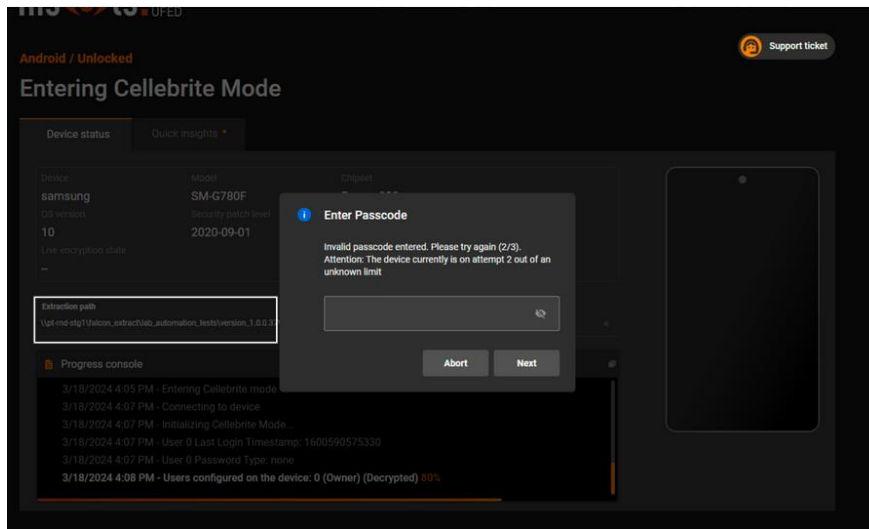 UFED
Support ticket
Android / Unlocked
Entering Cellebrite Mode
Device status
Quick insights
Device
Model
Chipset
samsung
SM-G780F
OS version
Security patch level
10
2020-09-01
Live encryption state
–
Enter Passcode
Invalid passcode entered. Please try again (2/3).
Attention: The device currently is on attempt 2 out of an
unknown limit
Abort
Next
Extraction path
Progress console
3/18/2024 4:05 PM - Entering Cellebrite mode
3/18/2024 4:07 PM - Connecting to device
3/18/2024 4:07 PM - Initializing Cellebrite Mode...
3/18/2024 4:07 PM - User 0 Last Login Timestamp: 1600590575330
3/18/2024 4:07 PM - User 0 Password Type: none
3/18/2024 4:08 PM - Users configured on the device: 0 (Owner) (Decrypted) 80%